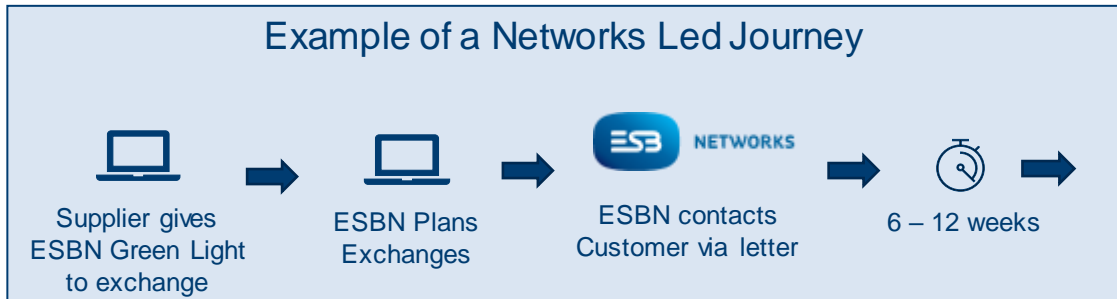 Example of a Networks Led Journey
ESB NETWORKS
Supplier gives
ESBN Green Light
to exchange
ESBN Plans
Exchanges
ESBN contacts
Customer via letter
6 – 12 weeks